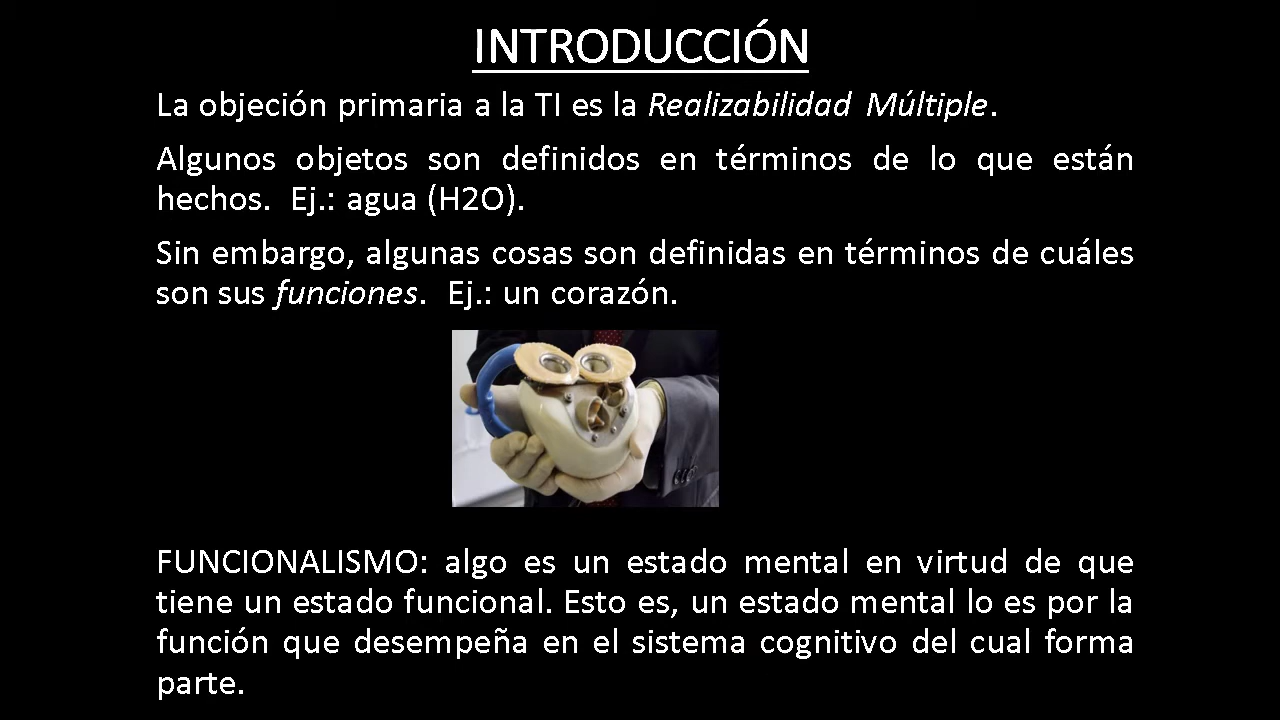 INTRODUCCIÓN
La objeción primaria a la TI es la Realizabilidad Múltiple.
Algunos objetos son definidos en términos de lo que están
hechos. Ej.: agua (H2O).
Sin embargo, algunas cosas son definidas en términos de cuáles
son sus funciones. Ej.: un corazón.
FUNCIONALISMO: algo es un estado mental en virtud de que
tiene un estado funcional. Esto es, un estado mental lo es por la
función que desempeña en el sistema cognitivo del cual forma
parte.